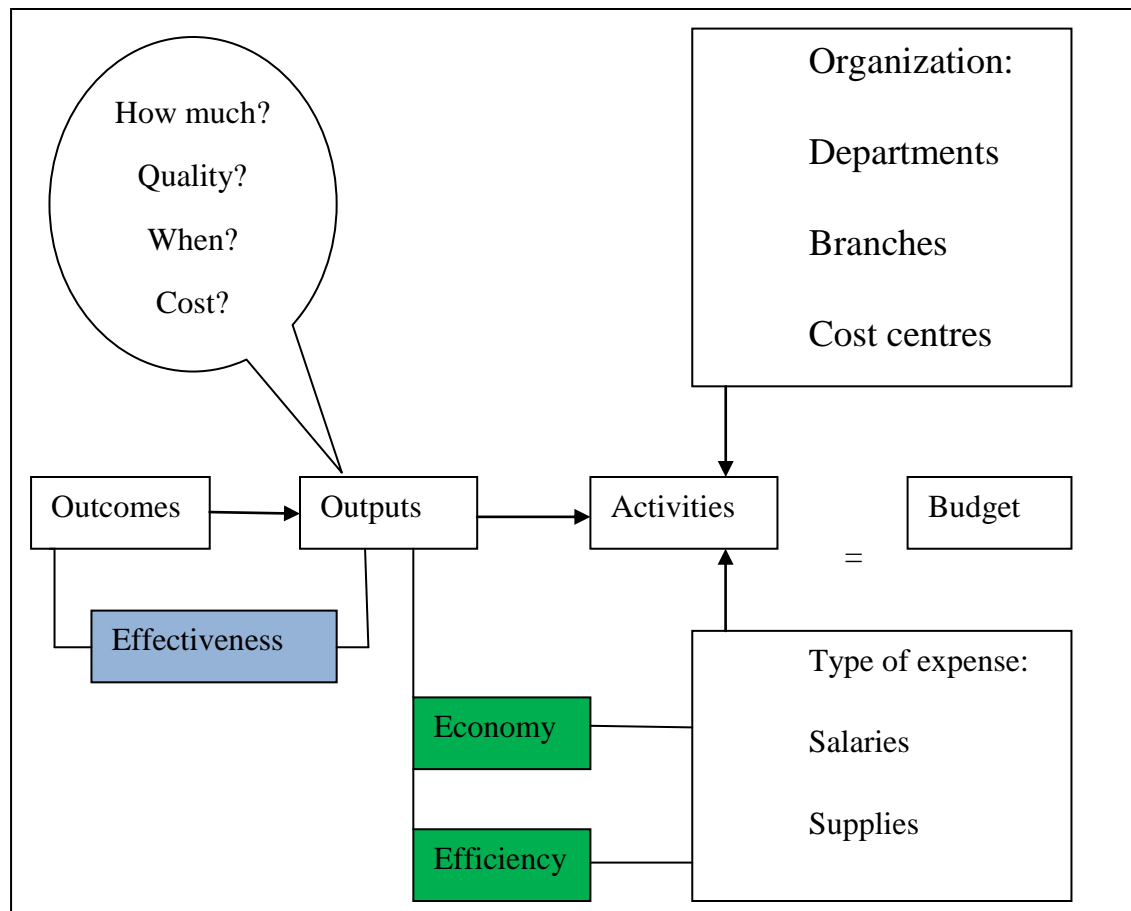 How much?
Quality?
When?
Cost?
Organization:
Departments
Branches
Cost centres
Outcomes
Outputs
Activities
=
Budget
Effectiveness
Economy
Efficiency
Type of expense:
Salaries
Supplies